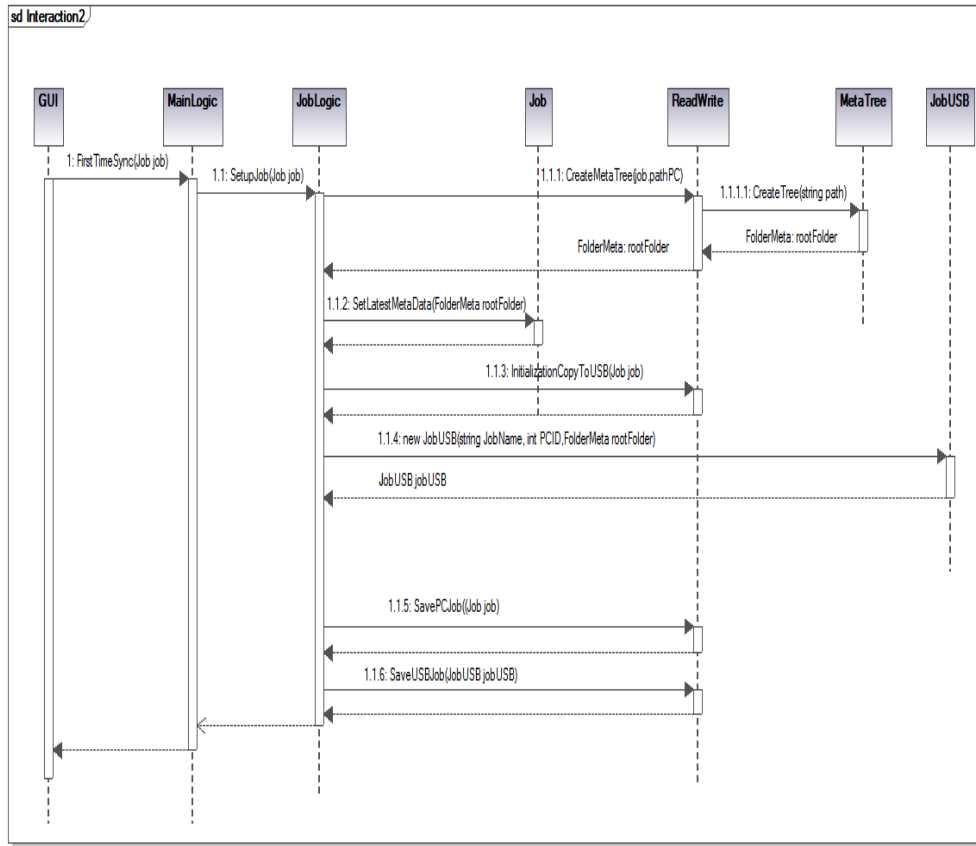 sd Interaction2
GUI
MainLogic
JobLogic
Job
ReadWrite
MetaTree
JobUSB
1: FirstTimeSync(Job job)
1.1: SetupJob(Job job)
1.1.1: CreateMetaTree(job.pathPC)
1.1.1.1: CreateTree(string path)
FolderMeta: rootFolder
FolderMeta: rootFolder
1.1.2: SetLatestMetaData(FolderMeta rootFolder)
1.1.3: InitializationCopyToUSB(Job job)
1.1.4: new JobUSB(string JobName, int PCID,FolderMeta rootFolder)
JobUSB jobUSB
1.1.5: SavePCJob((Job job)
1.1.6: SaveUSBJob(JobUSB jobUSB)